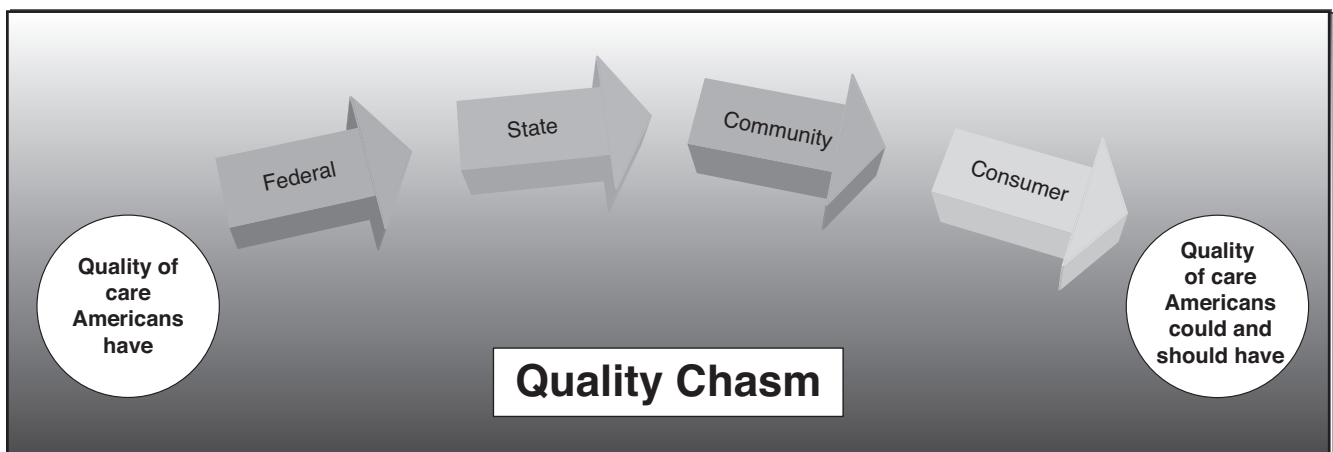 Federal
State
Community
Consumer
Quality of
care
Americans
have
Quality
of care
Americans
could and
should have
Quality Chasm